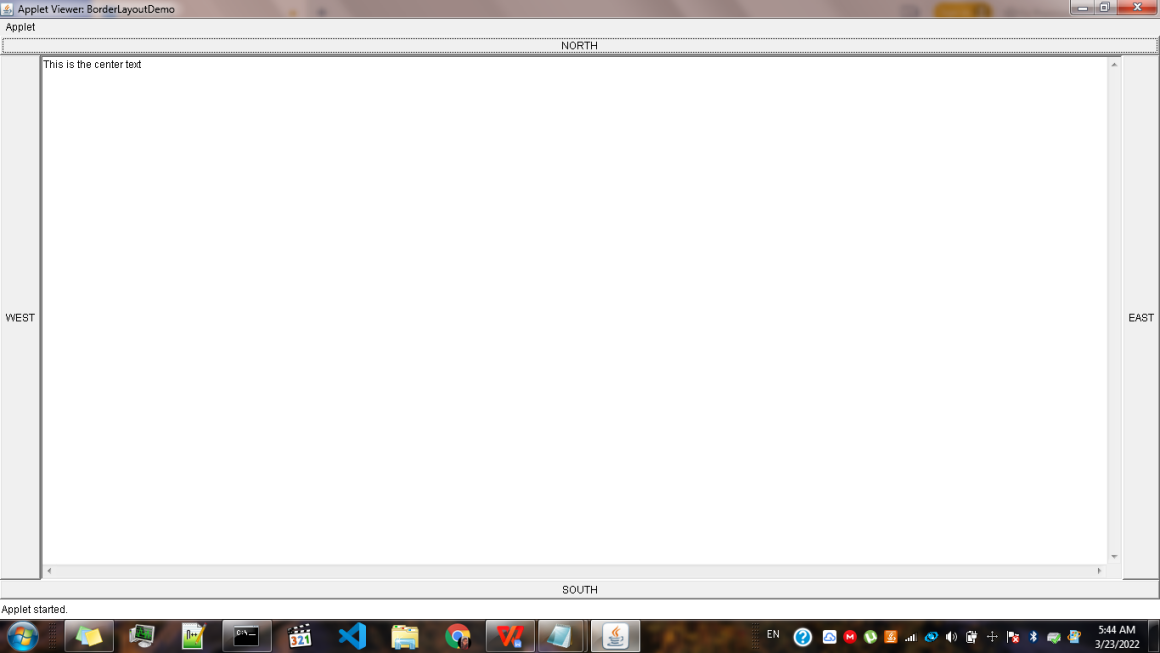 Applet Viewer: BorderLayoutDemo
Applet
NORTH
This is the center text
WEST
EAST
SOUTH
Applet started.
C:\
321
EN
5:44 AM
3/23/2022